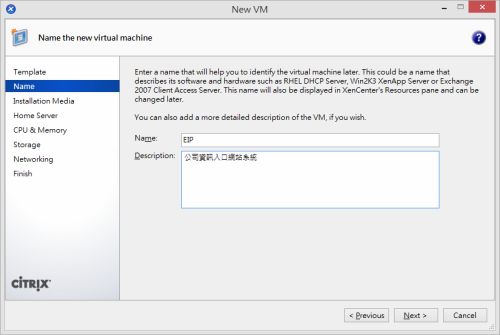 New VM
Name the new virtual machine
Template
Name
Installation Media
Home Server
CPU & Memory
Storage
Networking
Finish
CITRIX
Enter a name that will help you to identify the virtual machine later. This could be a name that
describes its software and hardware such as RHEL DHCP Server, Win2K3 XenApp Server or Exchange
2007 Client Access Server. This name will also be displayed in XenCenter's Resources pane and can be
changed later.
You can also add a more detailed description of the VM, if you wish.
Name: EIP
Description: 公司資訊入口網站系統
< Previous Next > Cancel